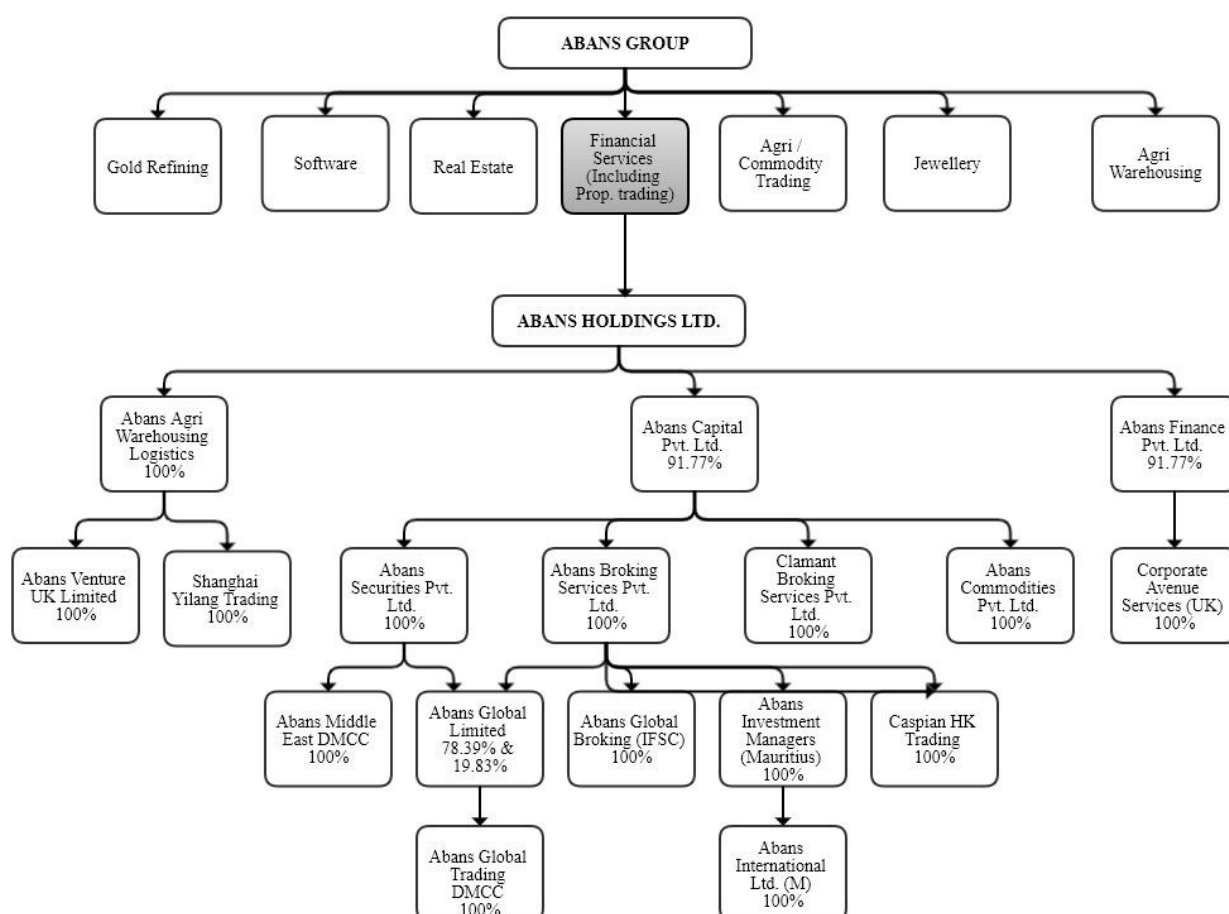 ABANS GROUP
Gold Refining
Software
Real Estate
Financial
Services
(Including
Prop. trading)
Agri /
Commodity
Trading
Jewellery
Agri
Warehousing
ABANS HOLDINGS LTD.
Abans Agri
Warehousing
Logistics
100%
Abans Capital
Pvt. Ltd.
91.77%
Abans Finance
Pvt. Ltd.
91.77%
Abans Venture
UK Limited
100%
Shanghai
Yilang Trading
100%
Abans
Securities Pvt.
Ltd.
100%
Abans Broking
Services Pvt.
Ltd.
100%
Clamant
Broking
Services Pvt.
Ltd.
100%
Abans
Commodities
Pvt. Ltd.
100%
Corporate
Avenue
Services (UK)
100%
Abans Middle
East DMCC
100%
Abans Global
Limited
78.39% &
19.83%
Abans Global
Broking (IFSC)
100%
Abans
Investment
Managers
(Mauritius)
100%
Caspian HK
Trading
100%
Abans Global
Trading
DMCC
100%
Abans
International
Ltd. (M)
100%